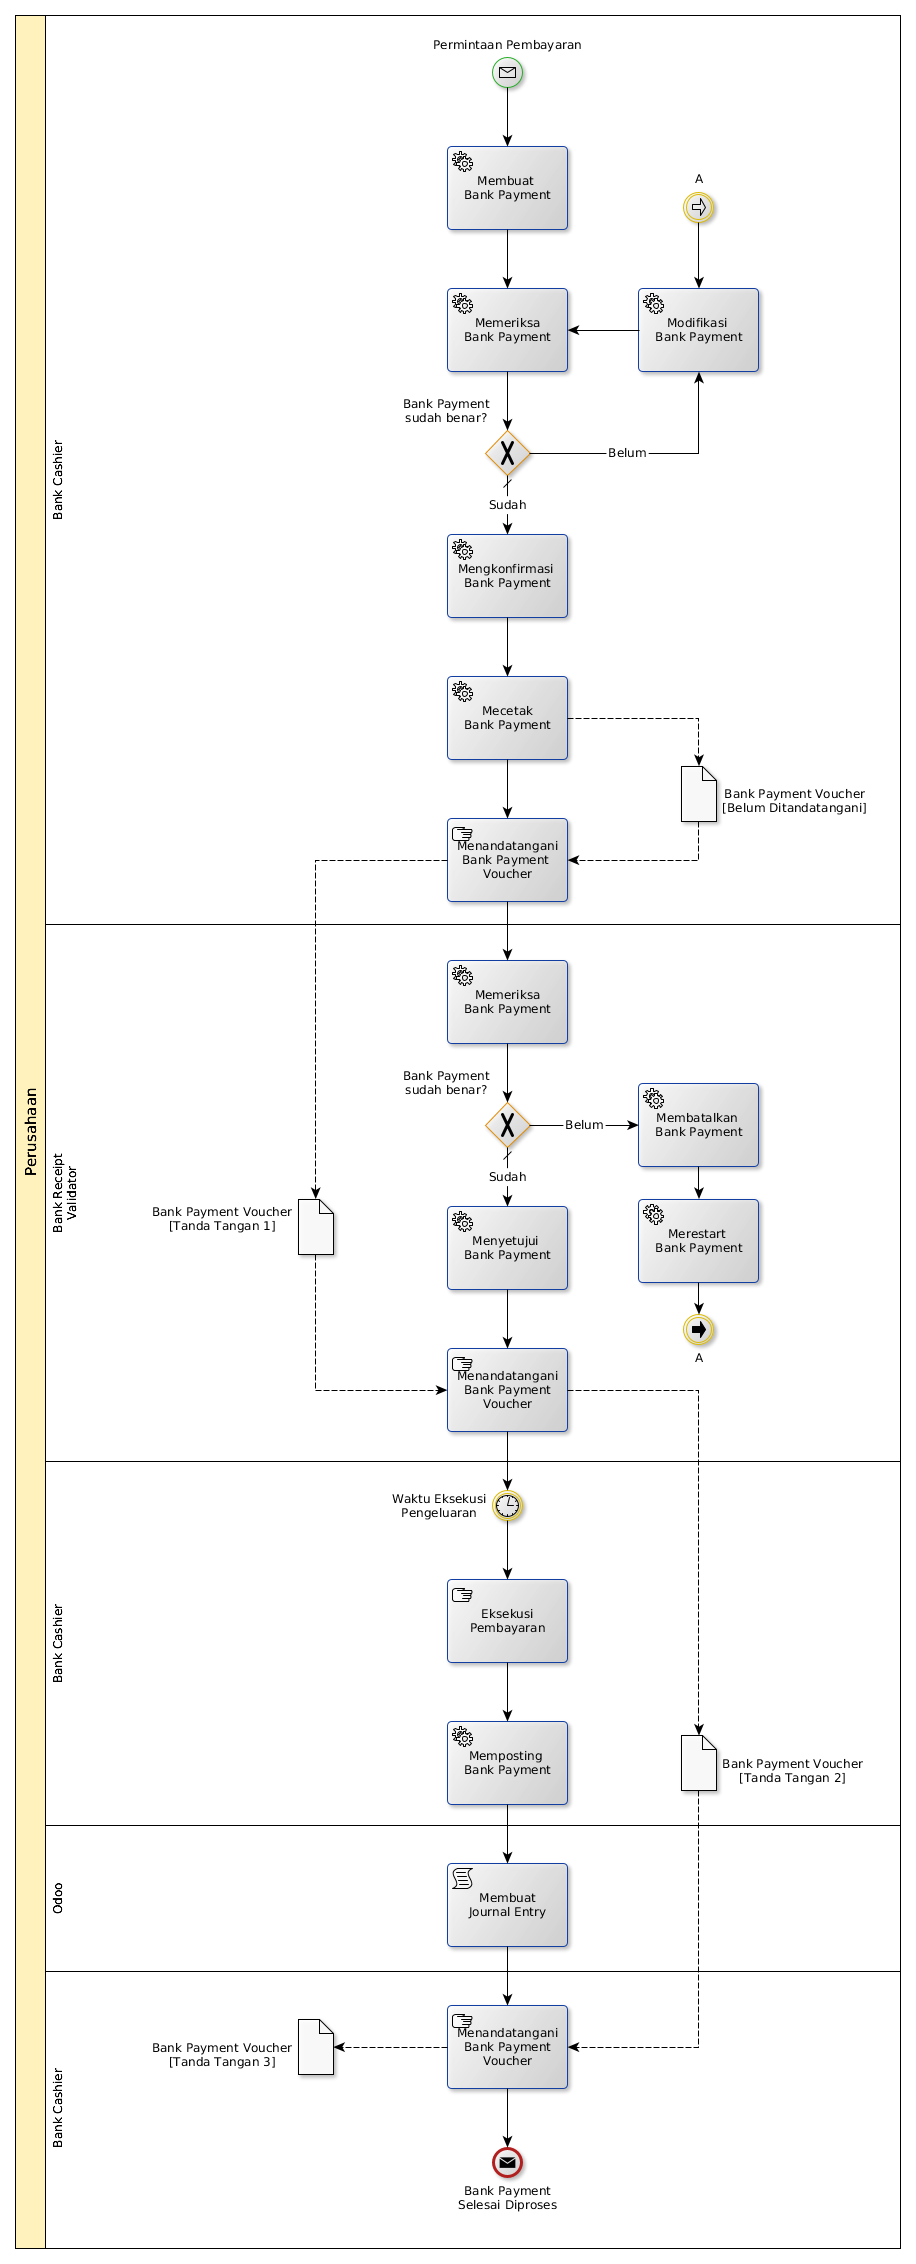 Perusahaan
Bank Cashier
Permintaan Pembayaran
Membuat
Bank Payment
A
Memeriksa
Bank Payment
Modifikasi
Bank Payment
Bank Payment
sudah benar?
Belum
Sudah
Mengkonfirmasi
Bank Payment
Mecetak
Bank Payment
Bank Payment Voucher
[Belum Ditandatangani]
Menandatangani
Bank Payment
Voucher
Bank Receipt
Validator
Memeriksa
Bank Payment
Bank Payment
sudah benar?
Belum
Membatalkan
Bank Payment
Sudah
Bank Payment Voucher
[Tanda Tangan 1]
Menyetujui
Bank Payment
Merestart
Bank Payment
A
Menandatangani
Bank Payment
Voucher
Bank Cashier
Waktu Eksekusi
Pengeluaran
Eksekusi
Pembayaran
Memposting
Bank Payment
Bank Payment Voucher
[Tanda Tangan 2]
Odoo
Membuat
Journal Entry
Bank Cashier
Menandatangani
Bank Payment
Voucher
Bank Payment Voucher
[Tanda Tangan 3]
Bank Payment
Selesai Diproses